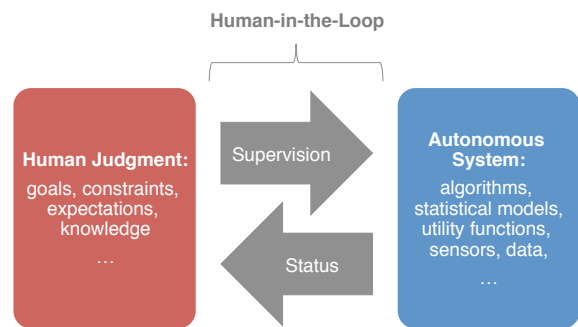 Human-in-the-Loop
Human Judgment:
goals, constraints,
expectations,
knowledge
…
Supervision
Status
Autonomous
System:
algorithms,
statistical models,
utility functions,
sensors, data,
…